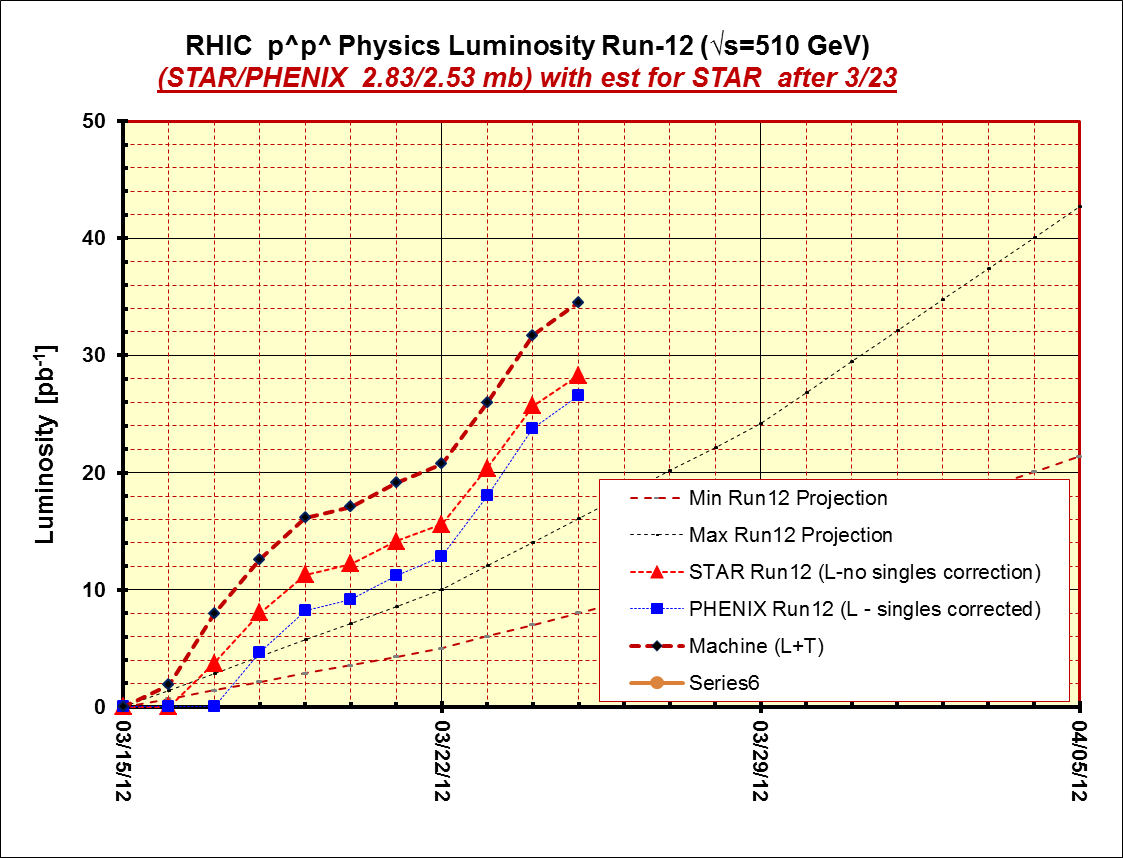 RHIC p^p^ Physics Luminosity Run-12 (√s=510 GeV)
(STAR/PHENIX 2.83/2.53 mb) with est for STAR after 3/23
50
40
30
20
10
0
Luminosity [pb-1]
Min Run12 Projection
Max Run12 Projection
STAR Run12 (L-no singles correction)
PHENIX Run12 (L - singles corrected)
Machine (L+T)
Series6
03/15/12
03/22/12
03/29/12
04/05/12